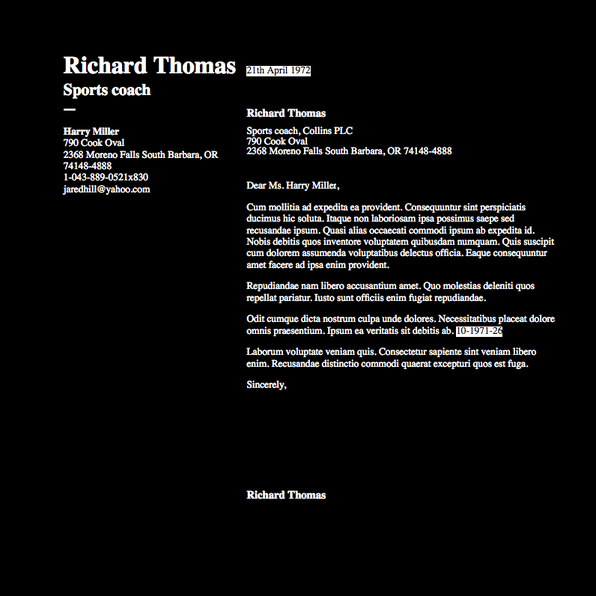 Richard Thomas
Sports coach
Harry Miller
790 Cook Oval
2368 Moreno Falls South Barbara, OR
74148-4888
1-043-889-0521x830
jaredhill@yahoo.com
21th April 1972
Richard Thomas
Sports coach, Collins PLC
790 Cook Oval
2368 Moreno Falls South Barbara, OR 74148-4888
Dear Ms. Harry Miller,
Cum mollitia ad expedita ea provident. Consequuntur sint perspiciatis
ducimus hic soluta. Itaque non laboriosam ipsa possimus saepe sed
recusandae ipsum. Quasi alias occaecati commodi ipsum ab expedita id.
Nobis debitis quos inventore voluptatem quibusdam numquam. Quis suscipit
cum dolorem assumenda voluptatibus delectus officia. Eaque consequuntur
amet facere ad ipsa enim provident.
Repudiandae nam libero accusantium amet. Quo molestias deleniti quos
repellat pariatur. Iusto sunt officiis enim fugiat repudiandae.
Odit cumque dicta nostrum culpa unde dolores. Necessitatibus placeat dolore
omnis praesentium. Ipsum ea veritatis sit debitis ab. 10-1971-26
Laborum voluptate veniam quis. Consectetur sapiente sint veniam libero
enim. Recusandae distinctio commodi quaerat excepturi quos est fuga.
Sincerely,
Richard Thomas